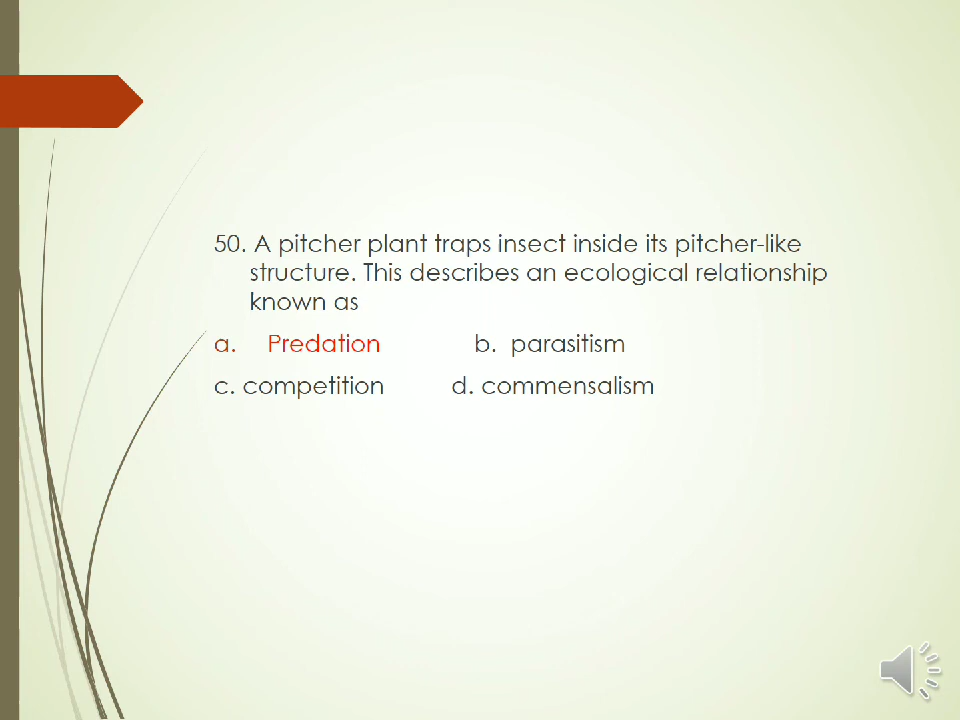 50. A pitcher plant traps insect inside its pitcher-like
structure. This describes an ecological relationship
known as
a. Predation b. parasitism
c. competition d. commensalism